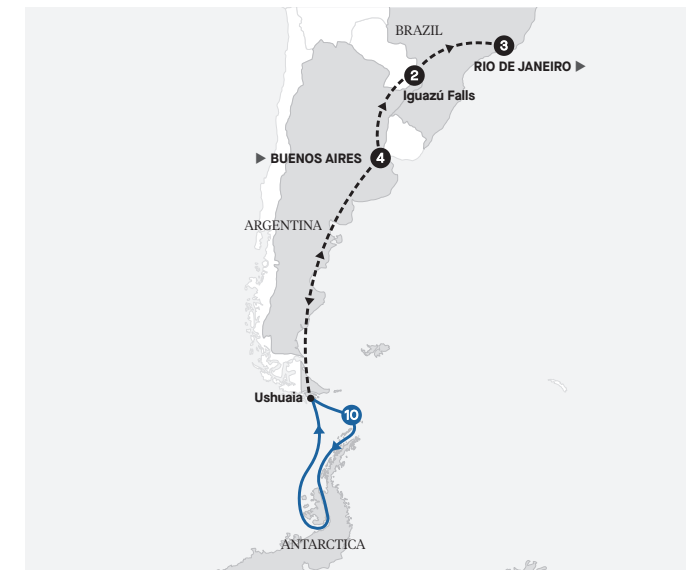 BRAZIL
3
RIO DE JANEIRO ▶
2
Iguazú Falls
▶ BUENOS AIRES 4
ARGENTINA
Ushuaia
10
ANTARCTICA